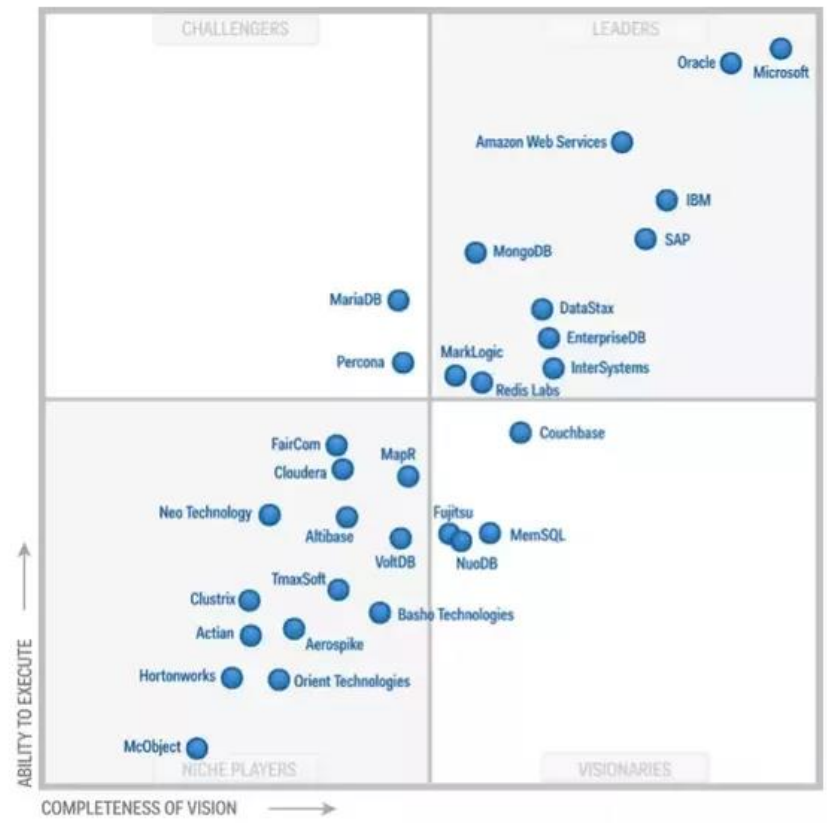 CHALLENGERS
LEADERS
Oracle
Microsoft
Amazon Web Services
IBM
SAP
MongoDB
MariaDB
DataStax
EnterpriseDB
MarkLogic
Percona
InterSystems
Redis Labs
FairCom
Couchbase
MapR
Cloudera
Neo Technology
Fujitsu
Altibase
MemSQL
VoltDB
NuoDB
TmaxSoft
Clustrix
Basho Technologies
Actian
Aerospike
Hortonworks
Orient Technologies
McObject
NICHE PLAYERS
VISIONARIES
ABILITY TO EXECUTE
COMPLETENESS OF VISION